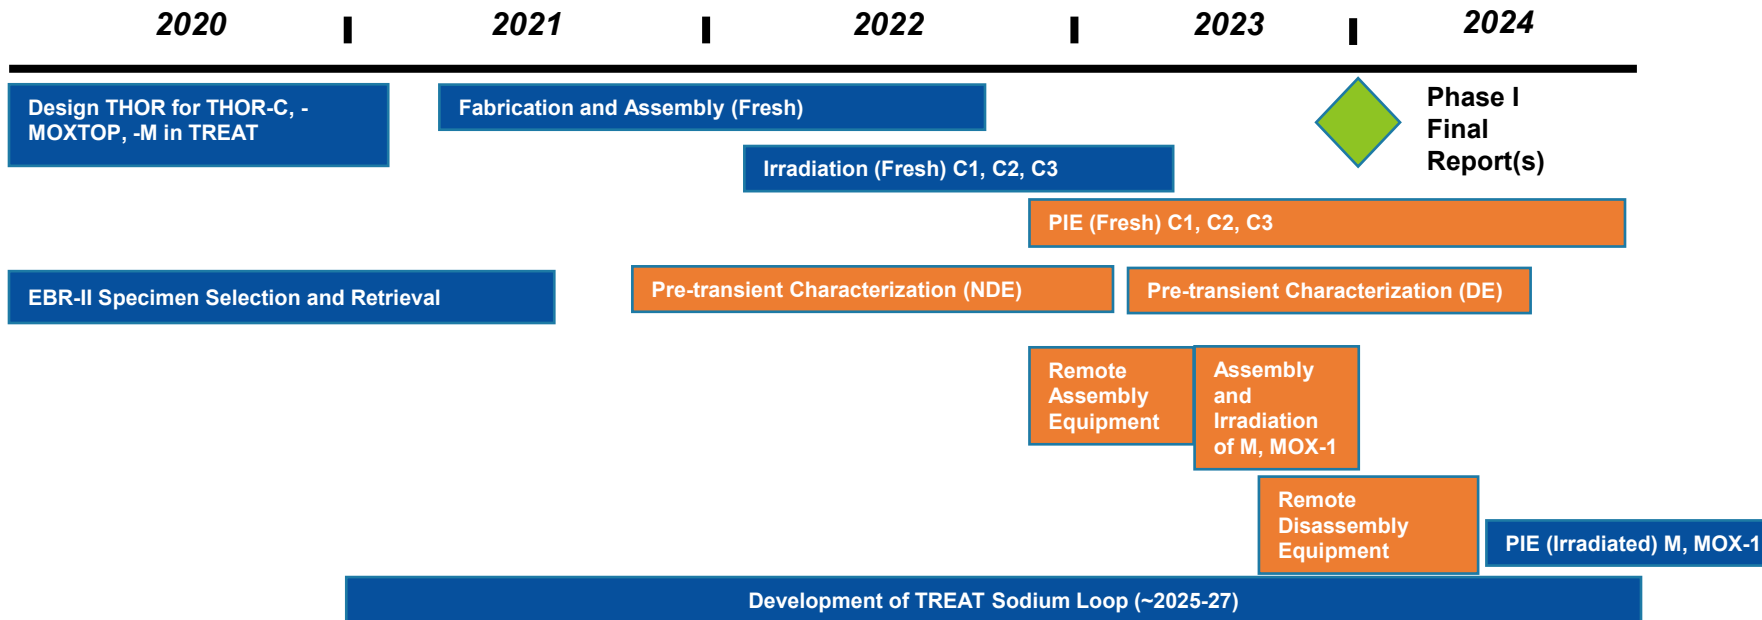 2020
2021
2022
2023
2024
Design THOR for THOR-C, -
MOXTOP, -M in TREAT
Fabrication and Assembly (Fresh)
Phase I
Final
Report(s)
Irradiation (Fresh) C1, C2, C3
PIE (Fresh) C1, C2, C3
EBR-II Specimen Selection and Retrieval
Pre-transient Characterization (NDE)
Pre-transient Characterization (DE)
Remote
Assembly
Equipment
Assembly
and
Irradiation
of M, MOX-1
Remote
Disassembly
Equipment
PIE (Irradiated) M, MOX-1
Development of TREAT Sodium Loop (~2025-27)